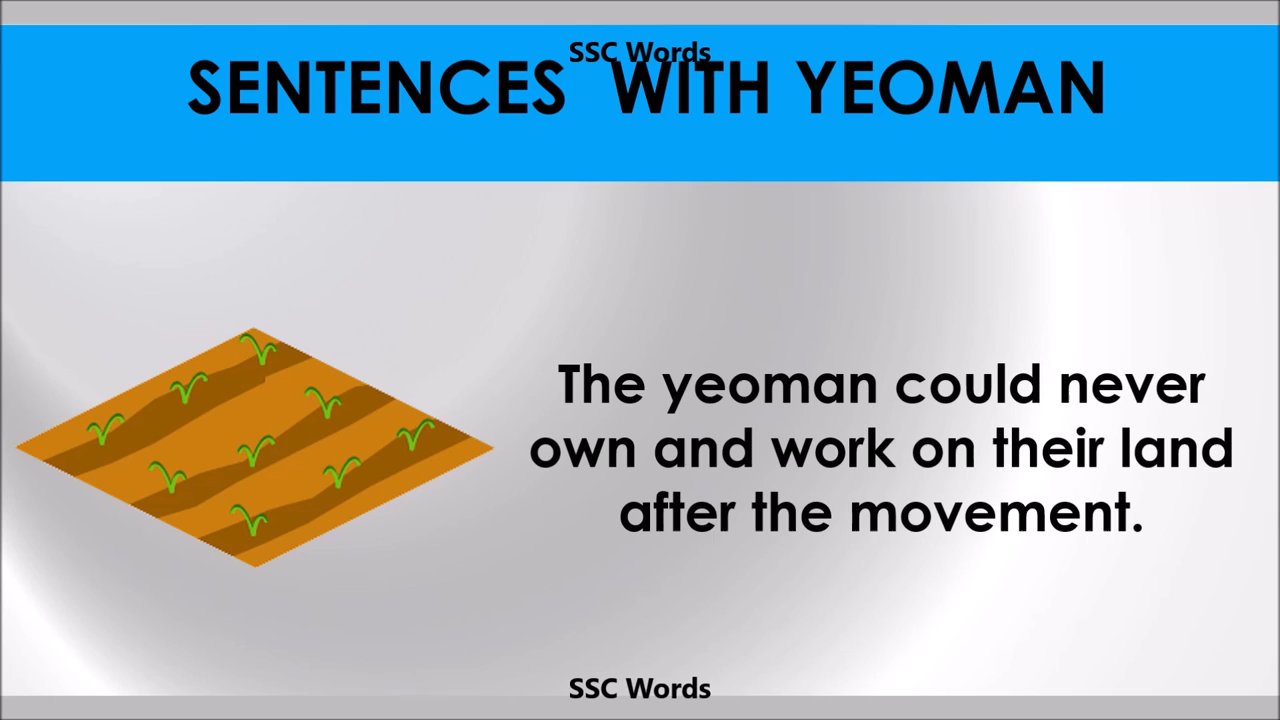 SSC Words
SENTENCES WITH YEOMAN
The yeoman could never
own and work on their land
after the movement.
SSC Words